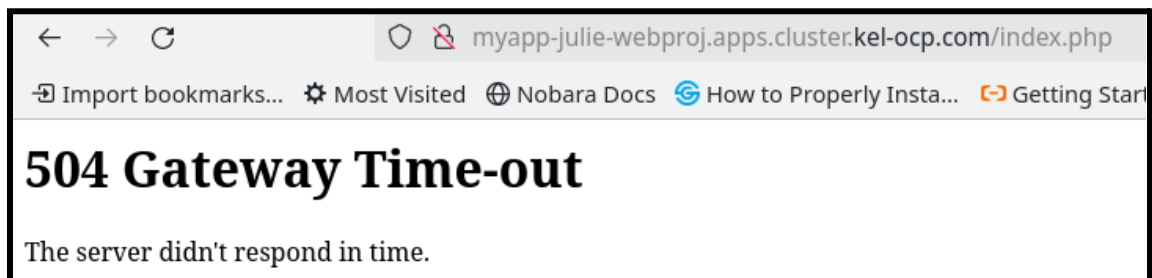 myapp-julie-webproj.apps.cluster.kel-ocp.com/index.php
Import bookmarks... Most Visited Nobara Docs How to Properly Insta... Getting Start
504 Gateway Time-out
The server didn't respond in time.